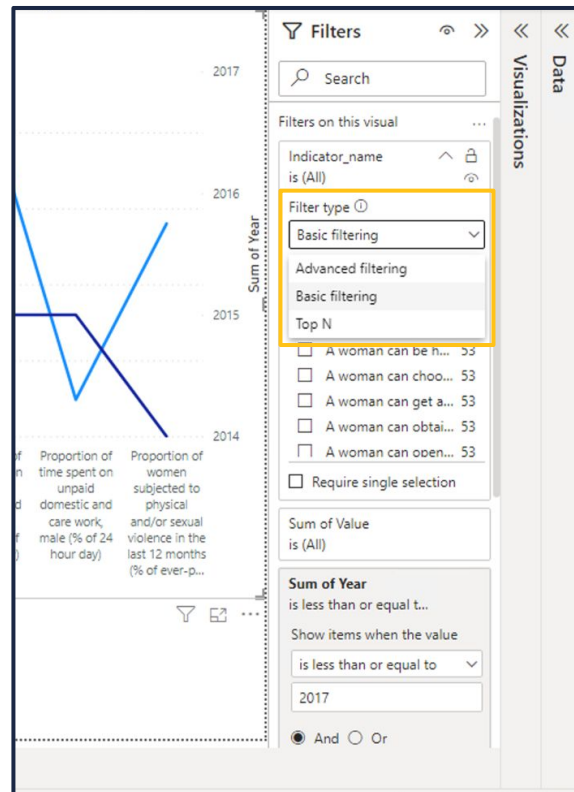 2017
2016
2015
2014
Sum of Year
Proportion of
time spent on
unpaid
domestic and
care work,
male (% of 24
hour day)
Proportion of
women
subjected to
physical
and/or sexual
violence in the
last 12 months
(% of ever-p...
Filters
Search
Filters on this visual
Indicator_name
is (All)
Filter type
Basic filtering
Advanced filtering
Basic filtering
Top N
A woman can be h... 53
A woman can choo... 53
A woman can get a... 53
A woman can obtai... 53
A woman can open... 53
Require single selection
Sum of Value
is (All)
Sum of Year
is less than or equal t...
Show items when the value
is less than or equal to
2017
And Or
Visualizations
Data